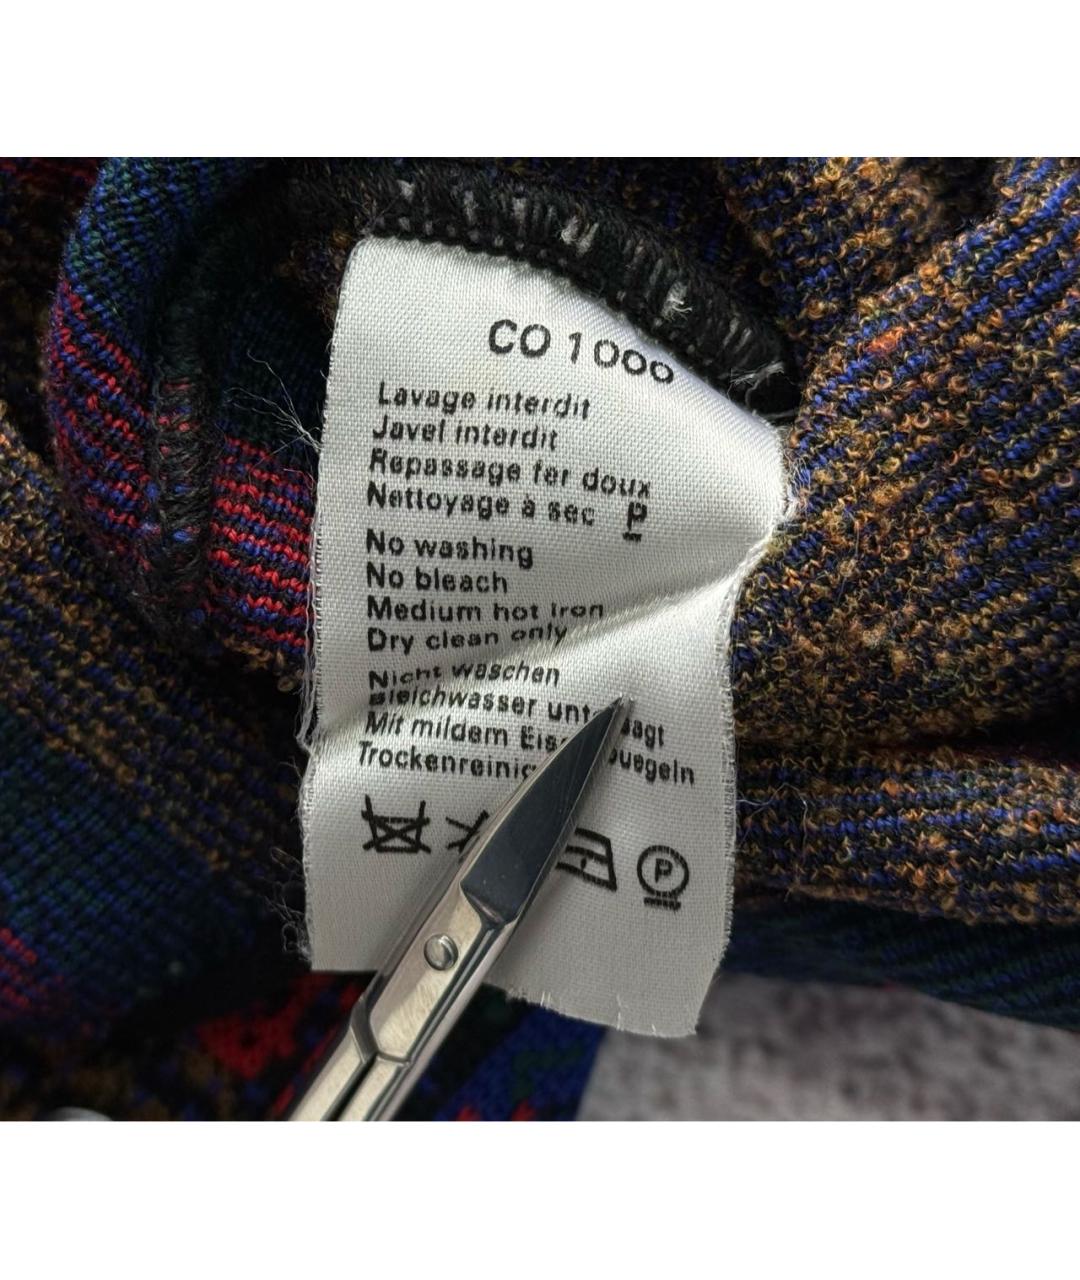 CO 1000
Lavage interdit
Javel interdit
Repassage fer doux
Nettoyage à sec P
No washing
No bleach
Medium hot iron
Dry clean only
Nicht waschen
Bleichwasser
Mit mildem
P